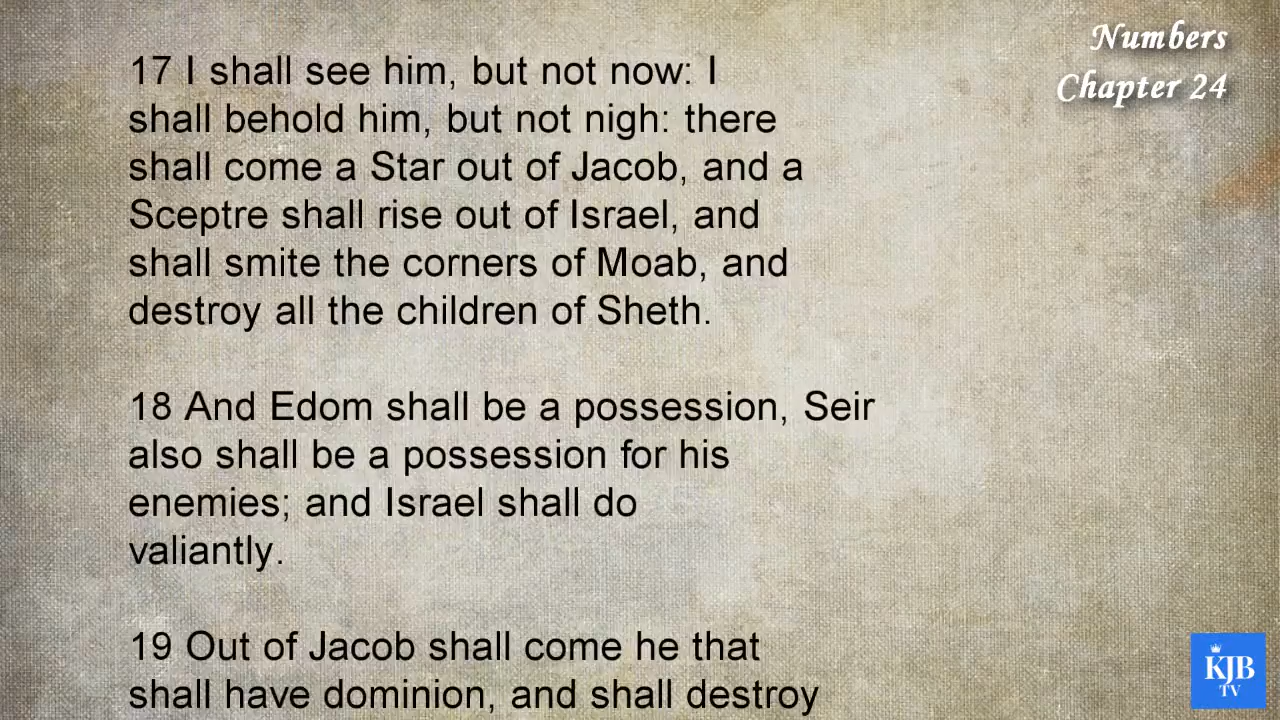 Numbers
Chapter 24
17 I shall see him, but not now: I
shall behold him, but not nigh: there
shall come a Star out of Jacob, and a
Sceptre shall rise out of Israel, and
shall smite the corners of Moab, and
destroy all the children of Sheth.
18 And Edom shall be a possession, Seir
also shall be a possession for his
enemies; and Israel shall do
valiantly.
19 Out of Jacob shall come he that
shall have dominion, and shall destroy
KJB
TV